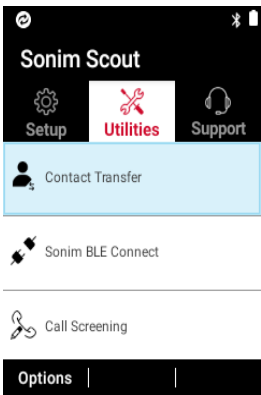 Sonim Scout
Setup Utilities Support
Contact Transfer
Sonim BLE Connect
Call Screening
Options